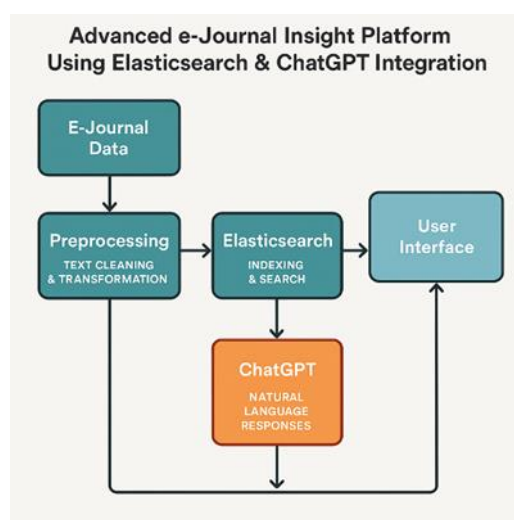 Advanced e-Journal Insight Platform
Using Elasticsearch & ChatGPT Integration
E-Journal
Data
Preprocessing
TEXT CLEANING
& TRANSFORMATION
Elasticsearch
INDEXING
& SEARCH
User
Interface
ChatGPT
NATURAL
LANGUAGE
RESPONSES